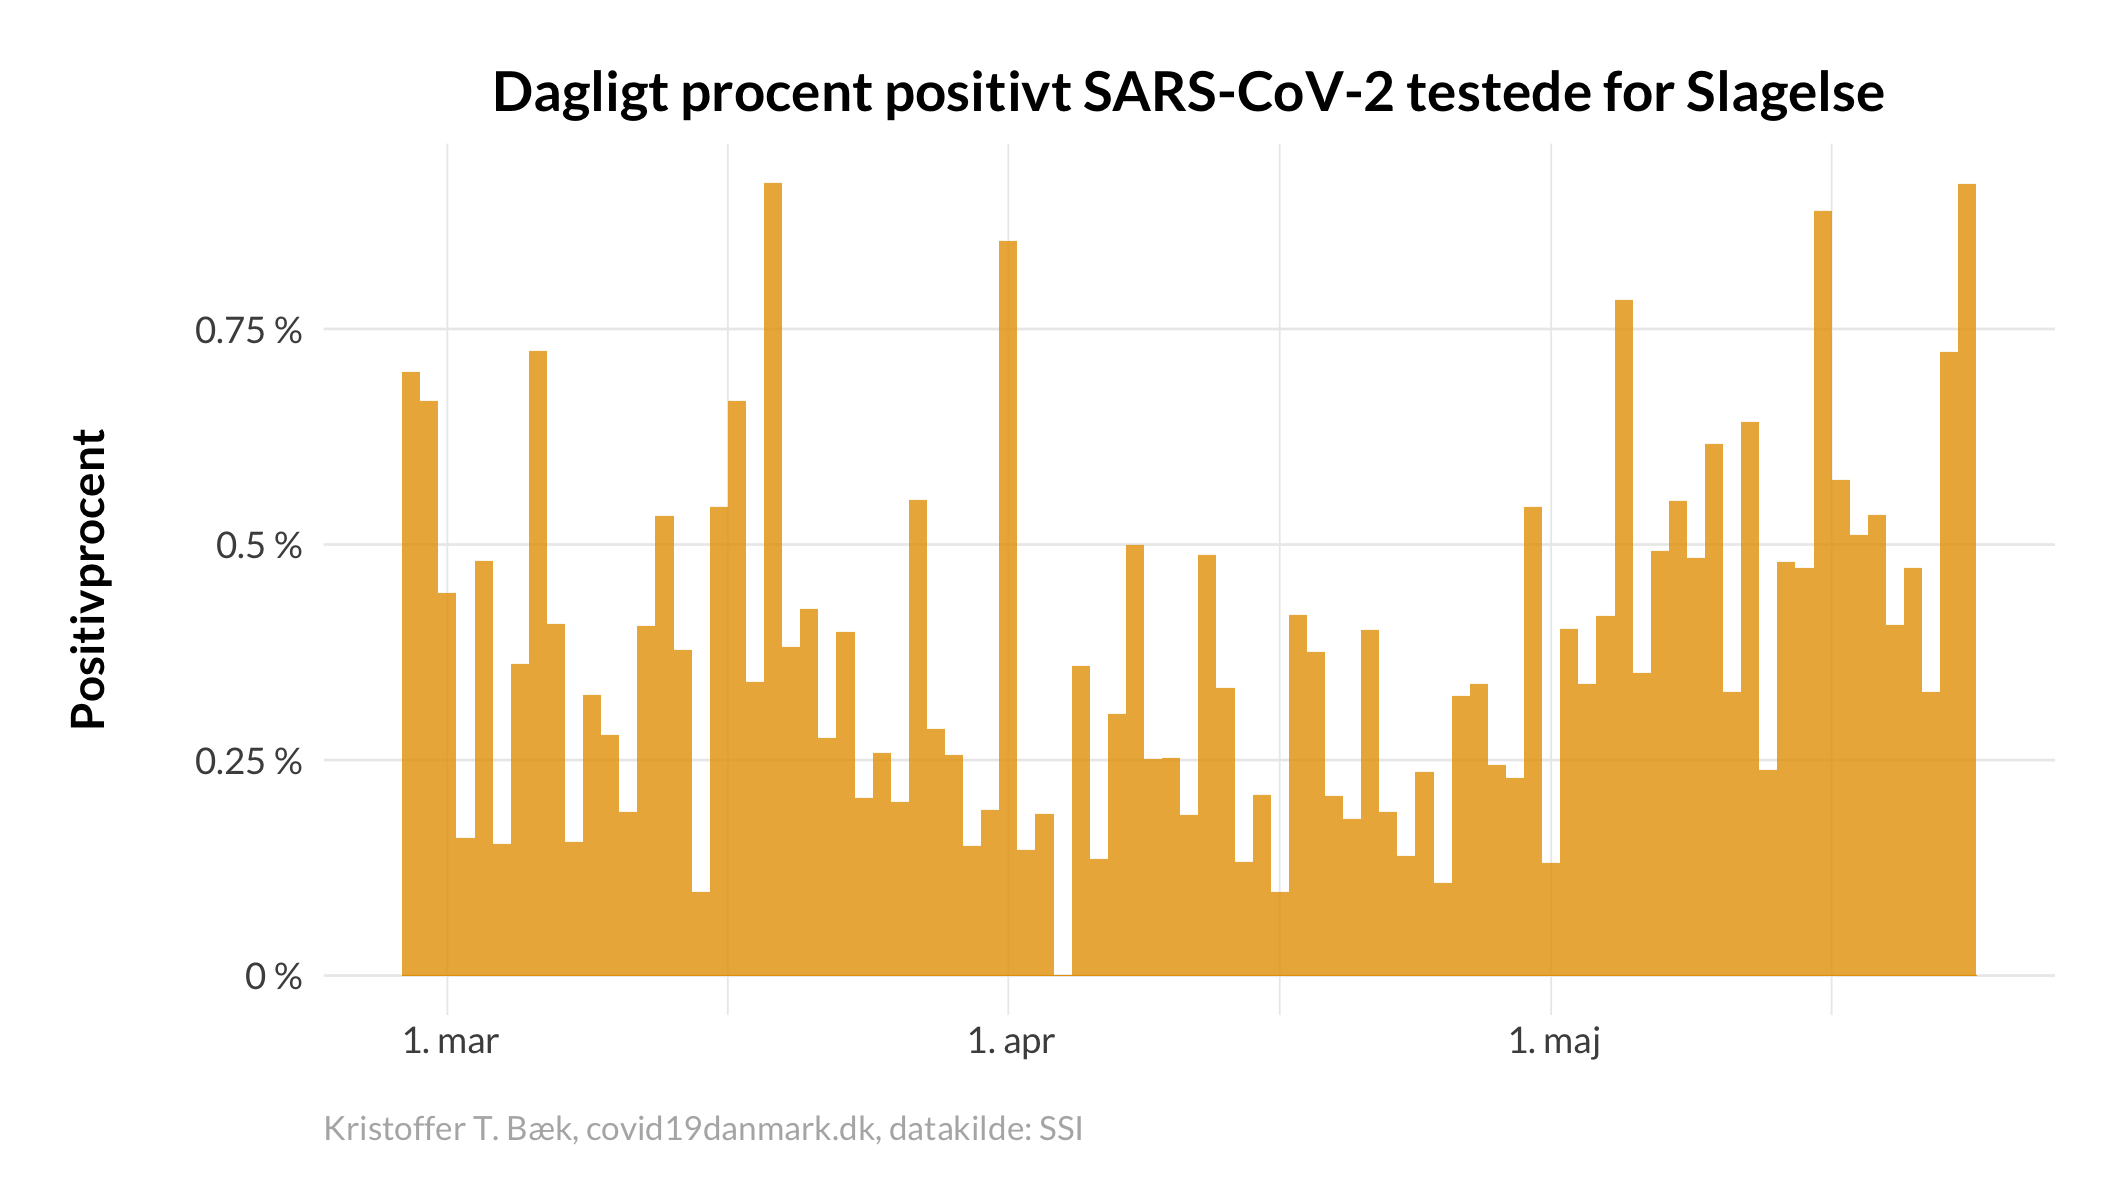 Dagligt procent positivt SARS-CoV-2 testede for Slagelse
Positivprocent
0.75 %
0.5 %
0.25 %
0 %
1. mar
1. apr
1. maj
Kristoffer T. Bæk, covid19danmark.dk, datakilde: SSI